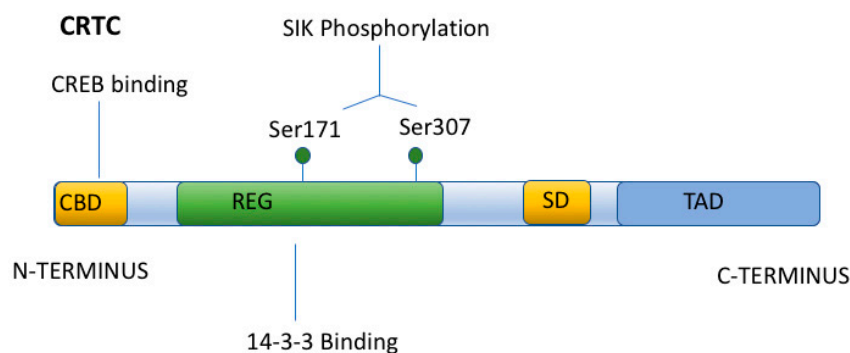 CRTC
SIK Phosphorylation
CREB binding
Ser171
Ser307
CBD
REG
SD
TAD
N-TERMINUS
C-TERMINUS
14-3-3 Binding